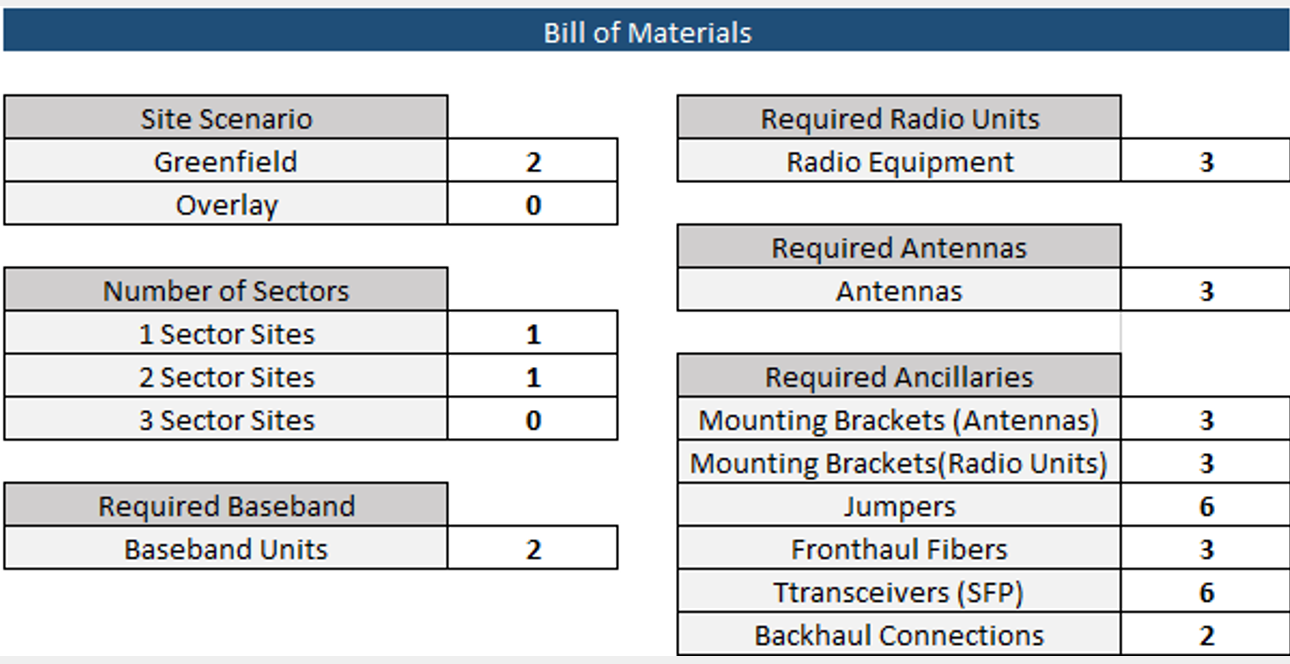 Bill of Materials
Site Scenario
Greenfield 2
Overlay 0
Number of Sectors
1 Sector Sites 1
2 Sector Sites 1
3 Sector Sites 0
Required Baseband
Baseband Units 2
Required Radio Units
Radio Equipment 3
Required Antennas
Antennas 3
Required Ancillaries
Mounting Brackets (Antennas) 3
Mounting Brackets(Radio Units) 3
Jumpers 6
Fronthaul Fibers 3
Ttransceivers (SFP) 6
Backhaul Connections 2